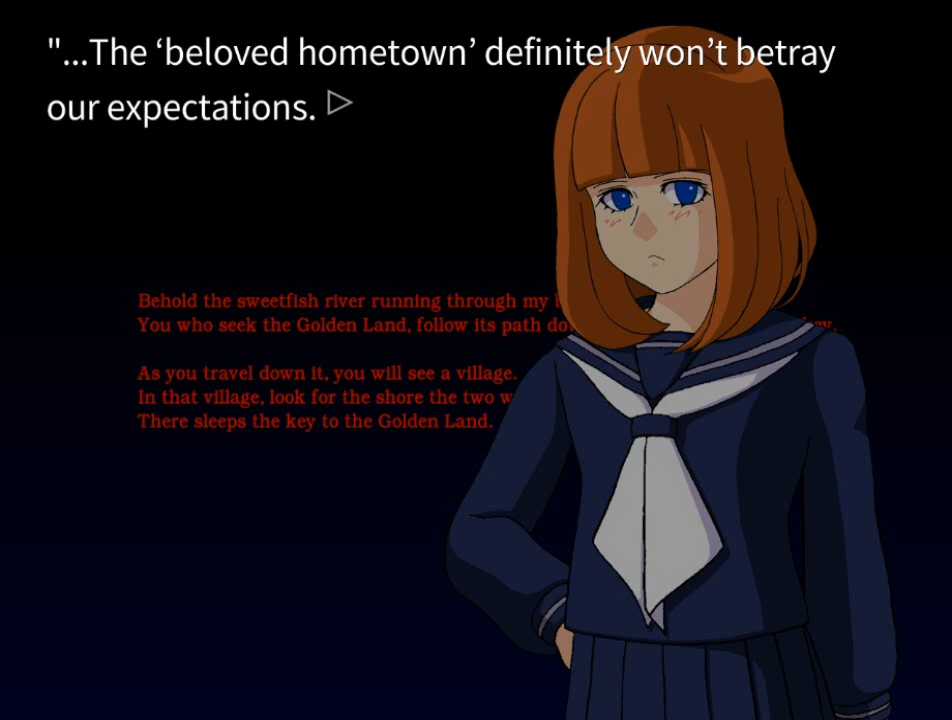 "...The ‘beloved hometown’ definitely won’t betray
our expectations.
Behold the sweetfish river running through my
You who seek the Golden Land, follow its path
As you travel down it, you will see a village.
In that village, look for the shore the two
There sleeps the key to the Golden Land.